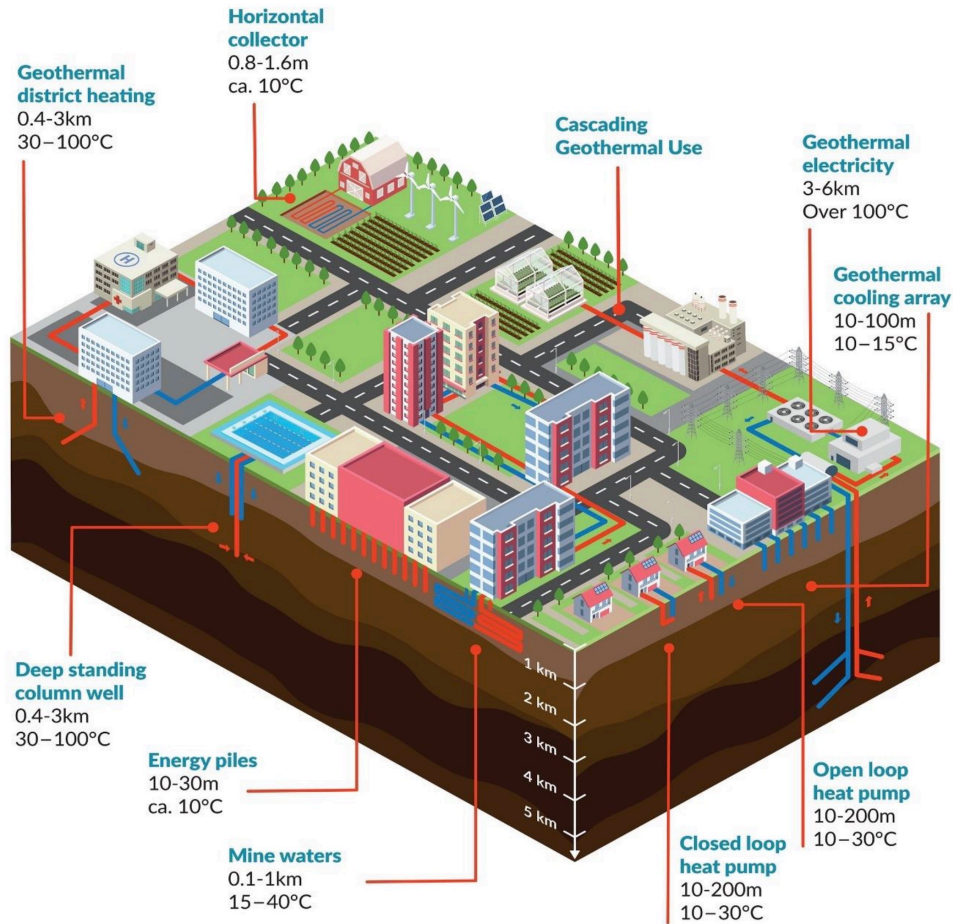 Horizontal
collector
0.8-1.6m
ca. 10°C
Geothermal
district heating
0.4-3km
30–100°C
Cascading
Geothermal Use
Geothermal
electricity
3-6km
Over 100°C
Geothermal
cooling array
10-100m
10–15°C
H
Deep standing
column well
0.4-3km
30–100°C
1 km
2 km
3 km
4 km
5 km
Energy piles
10-30m
ca. 10°C
Mine waters
0.1-1km
15–40°C
Closed loop
heat pump
10-200m
10–30°C
Open loop
heat pump
10-200m
10–30°C